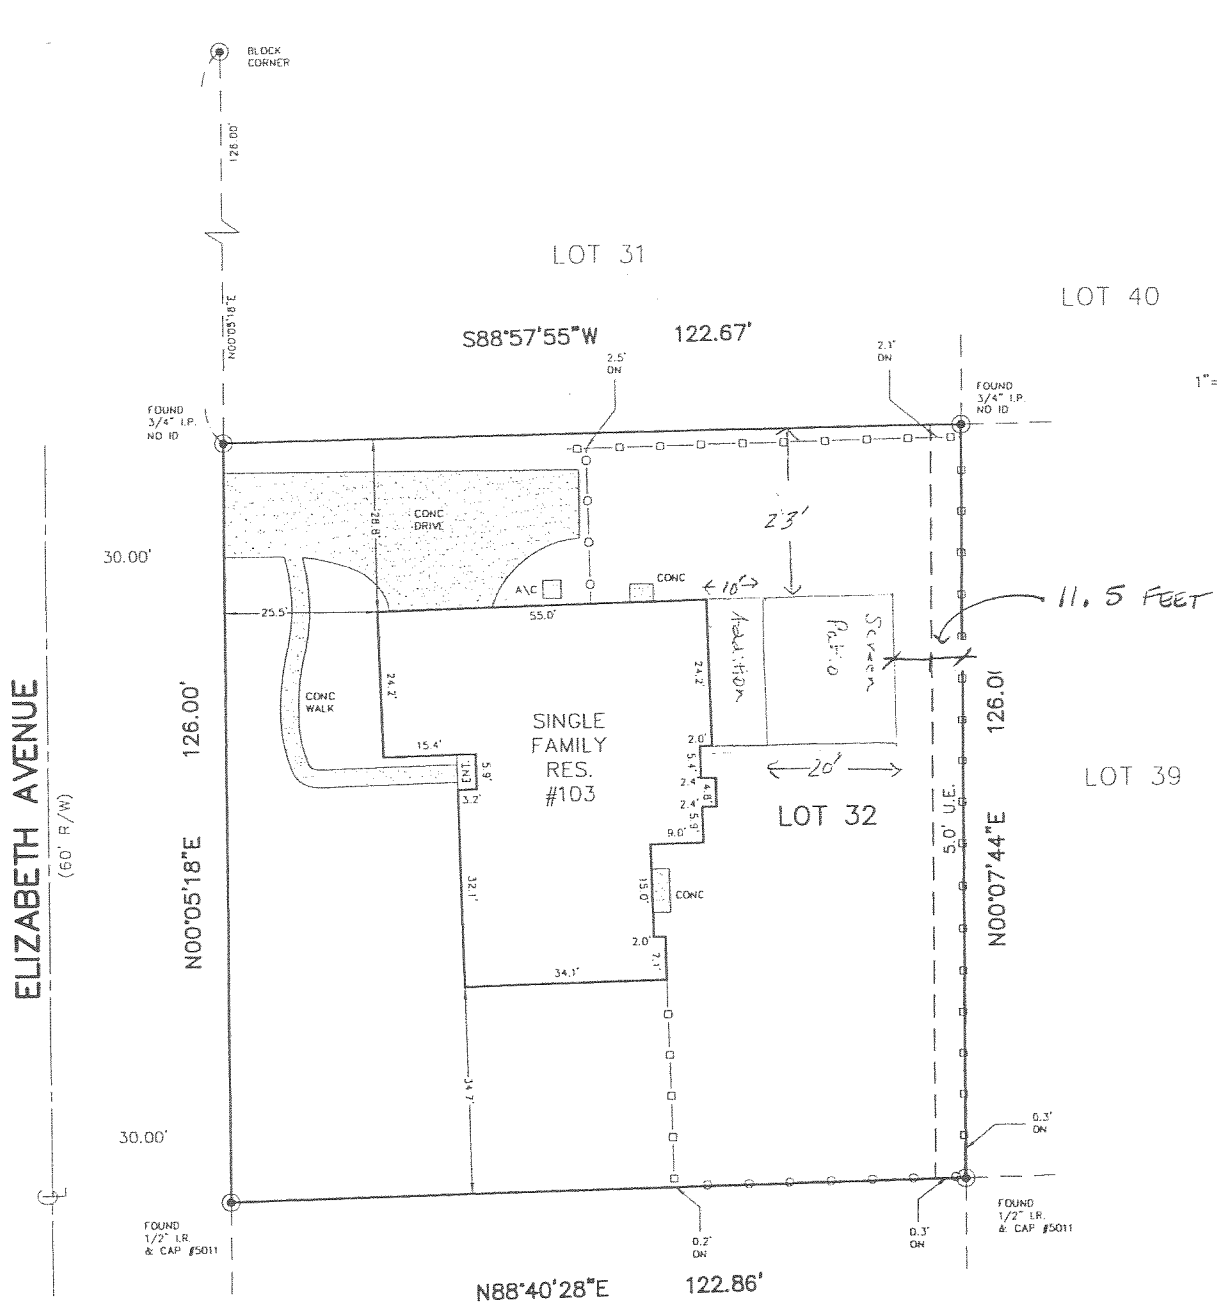 BLOCK
CORNER
126.00'
N00°05'18"E
LOT 31
LOT 40
S88°57'55"W 122.67'
2.5'
ON
2.1'
ON
1"=
FOUND
3/4" I.P.
NO ID
FOUND
3/4" I.P.
NO ID
28.8'
CONC
DRIVE
23'
30.00'
A\C
CONC
10'
11.5 FEET
25.5'
55.0'
Addition
Screen
Patio
24.2'
24.2'
CONC
WALK
ELIZABETH AVENUE
(60' R/W)
126.00'
N00°05'18"E
SINGLE
FAMILY
RES.
#103
15.4'
ENT.
5.9'
3.2'
2.0'
5.4'
2.4'
4.8'
2.4'
5.9'
9.0'
20'
LOT 32
5.0' U.E.
126.0(
N00°07'44"E
LOT 39
32.1'
15.0'
CONC
2.0'
7.1'
34.1'
34.7'
30.00'
0.3'
ON
FOUND
1/2" I.R.
& CAP #5011
0.2'
ON
0.3'
ON
FOUND
1/2" I.R.
& CAP #5011
N88°40'28"E 122.86'